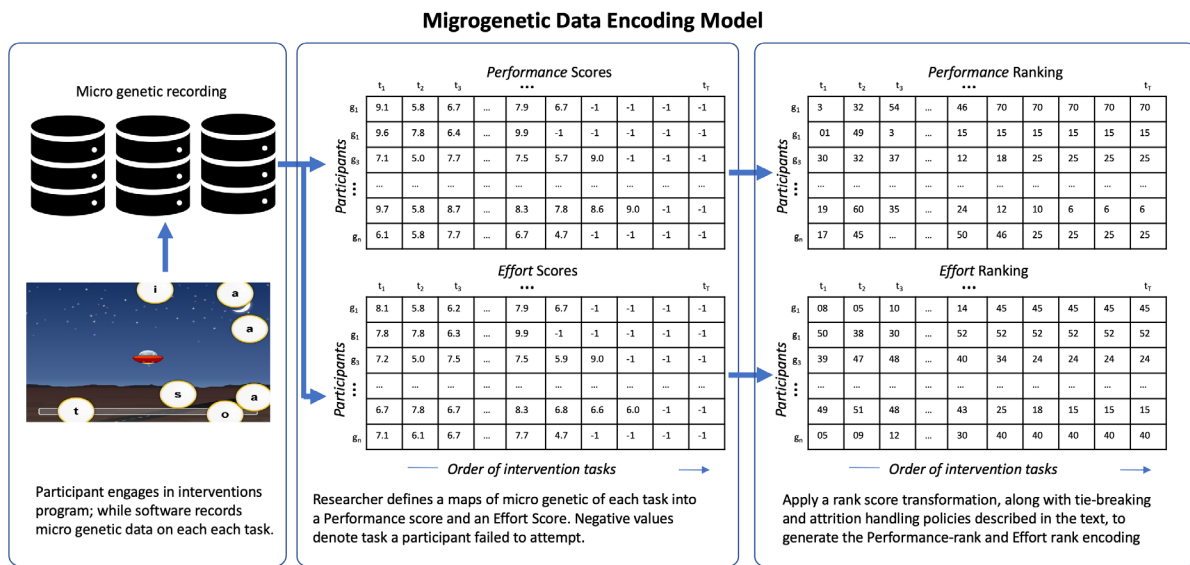 Migrogenetic Data Encoding Model
Micro genetic recording
i
a
a
s
a
t
o
Participant engages in interventions
program; while software records
micro genetic data on each each task.
Performance Scores
t1 t2 t3 ... tT
Participants
g1 9.1 5.8 6.7 ... 7.9 6.7 -1 -1 -1 -1
g1 9.6 7.8 6.4 ... 9.9 -1 -1 -1 -1 -1
g3 7.1 5.0 7.7 ... 7.5 5.7 9.0 -1 -1 -1
... ... ... ... ... ... ... ... ... ... ...
9.7 5.8 8.7 ... 8.3 7.8 8.6 9.0 -1 -1
gn 6.1 5.8 7.7 ... 6.7 4.7 -1 -1 -1 -1
Effort Scores
t1 t2 t3 ... tT
Participants
g1 8.1 5.8 6.2 ... 7.9 6.7 -1 -1 -1 -1
g1 7.8 7.8 6.3 ... 9.9 -1 -1 -1 -1 -1
g3 7.2 5.0 7.5 ... 7.5 5.9 9.0 -1 -1 -1
... ... ... ... ... ... ... ... ... ... ...
6.7 7.8 6.7 ... 8.3 6.8 6.6 6.0 -1 -1
gn 7.1 6.1 6.7 ... 7.7 4.7 -1 -1 -1 -1
Order of intervention tasks
Researcher defines a maps of micro genetic of each task into
a Performance score and an Effort Score. Negative values
denote task a participant failed to attempt.
Performance Ranking
t1 t2 t3 ... tT
Participants
g1 3 32 54 ... 46 70 70 70 70 70
g1 01 49 3 ... 15 15 15 15 15 15
g3 30 32 37 ... 12 18 25 25 25 25
... ... ... ... ... ... ... ... ... ... ...
19 60 35 ... 24 12 10 6 6 6
gn 17 45 ... ... 50 46 25 25 25 25
Effort Ranking
t1 t2 t3 ... tT
Participants
g1 08 05 10 ... 14 45 45 45 45 45
g1 50 38 30 ... 52 52 52 52 52 52
g3 39 47 48 ... 40 34 24 24 24 24
... ... ... ... ... ... ... ... ... ... ...
49 51 48 ... 43 25 18 15 15 15
gn 05 09 12 ... 30 40 40 40 40 40
Order of intervention tasks
Apply a rank score transformation, along with tie-breaking
and attrition handling policies described in the text, to
generate the Performance-rank and Effort rank encoding